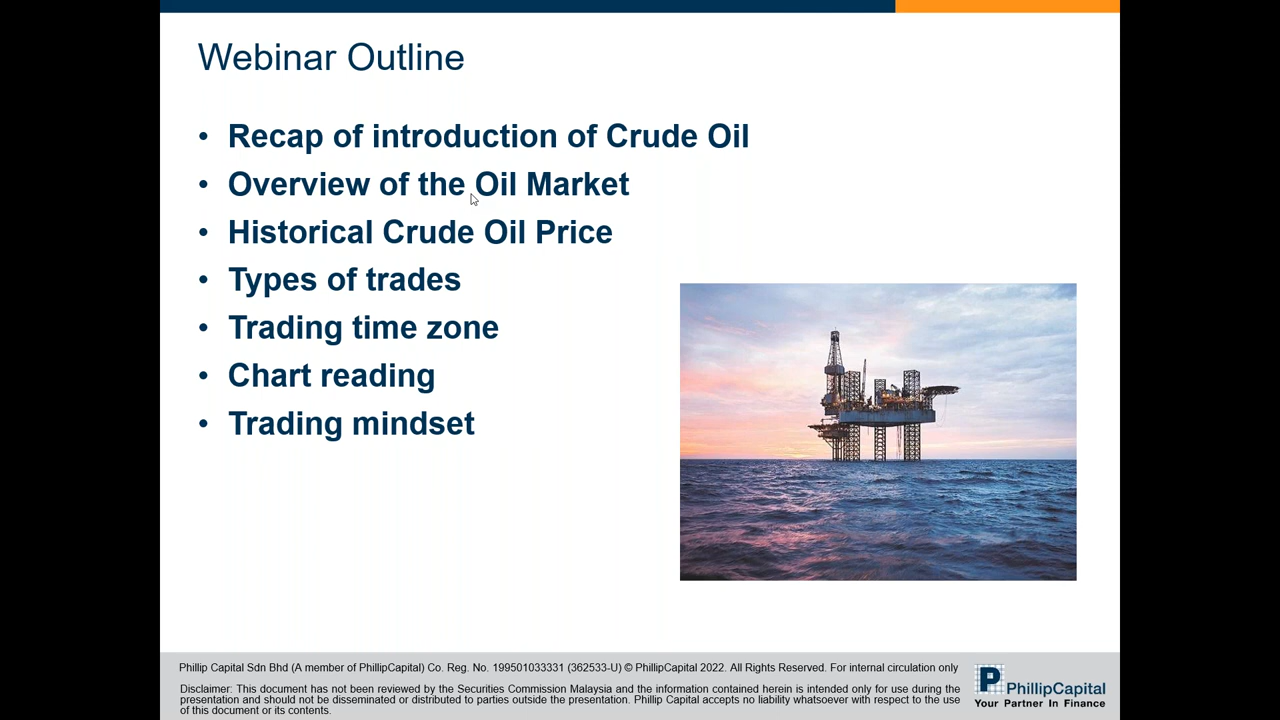 Webinar Outline
• Recap of introduction of Crude Oil
• Overview of the Oil Market
• Historical Crude Oil Price
• Types of trades
• Trading time zone
• Chart reading
• Trading mindset
Phillip Capital Sdn Bhd (A member of PhillipCapital) Co. Reg. No. 199501033331 (362533-U) © PhillipCapital 2022. All Rights Reserved. For internal circulation only
Disclaimer: This document has not been reviewed by the Securities Commission Malaysia and the information contained herein is intended only for use during the
presentation and should not be disseminated or distributed to parties outside the presentation. Phillip Capital accepts no liability whatsoever with respect to the use
of this document or its contents.
P
PhillipCapital
Your Partner In Finance